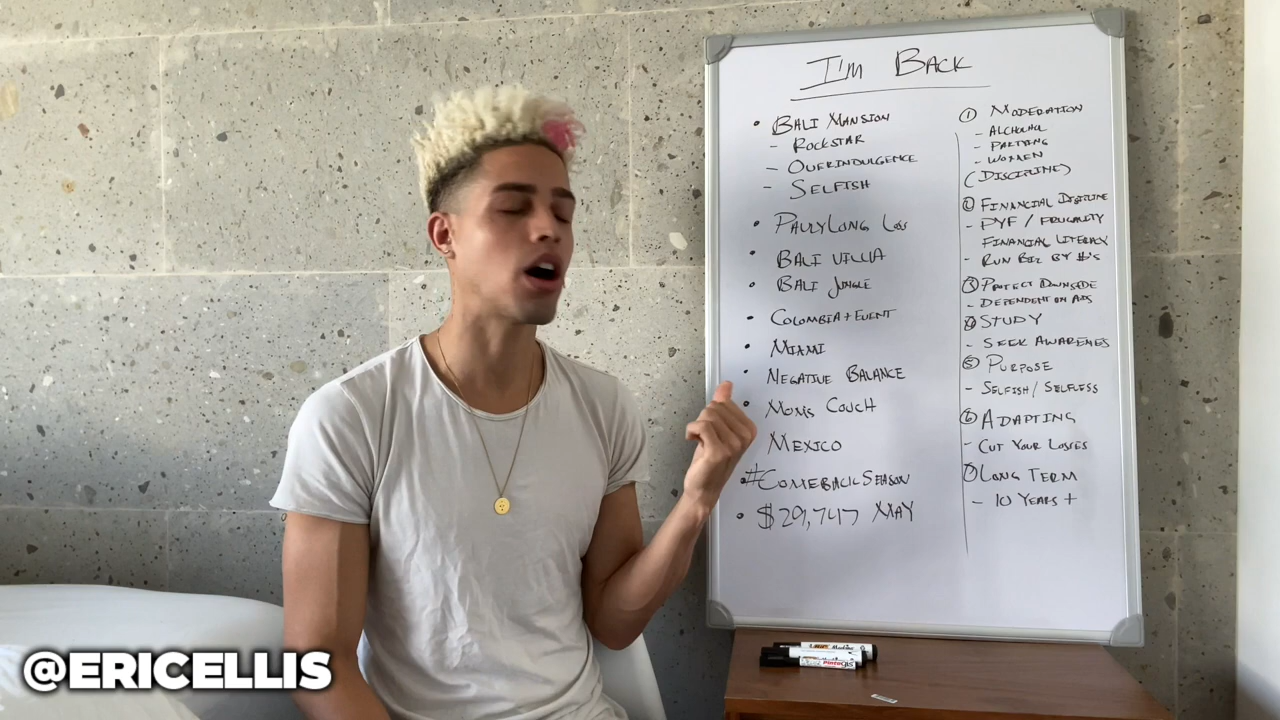 I'm BACK
• BALI MANSION
- ROCKSTAR
- OVERINDULGENCE
- SELFISH
• PAULYLONG LOSS
• BALI VILLA
• BALI JUNGLE
• COLOMBIA + EVENT
• MIAMI
• NEGATIVE BALANCE
• MOM'S COUCH
MEXICO
#COMEBACKSEASON
• $29,747 MAY
① MODERATION
- ALCHOHOL
- PARTYING
- WOMEN
(DISCIPLINE)
② FINANCIAL DISCIPLINE
- PYF / FRUGALITY
FINANCIAL LITERACY
- RUN BIZ BY #'S
③ PROTECT DOWNSIDE
- DEPENDENT ON ADS
④ STUDY
- SEEK AWARENESS
⑤ PURPOSE
- SELFISH / SELFLESS
⑥ ADAPTING
- CUT YOUR LOSSES
⑦ LONG TERM
- 10 YEARS +
@ERICELLIS